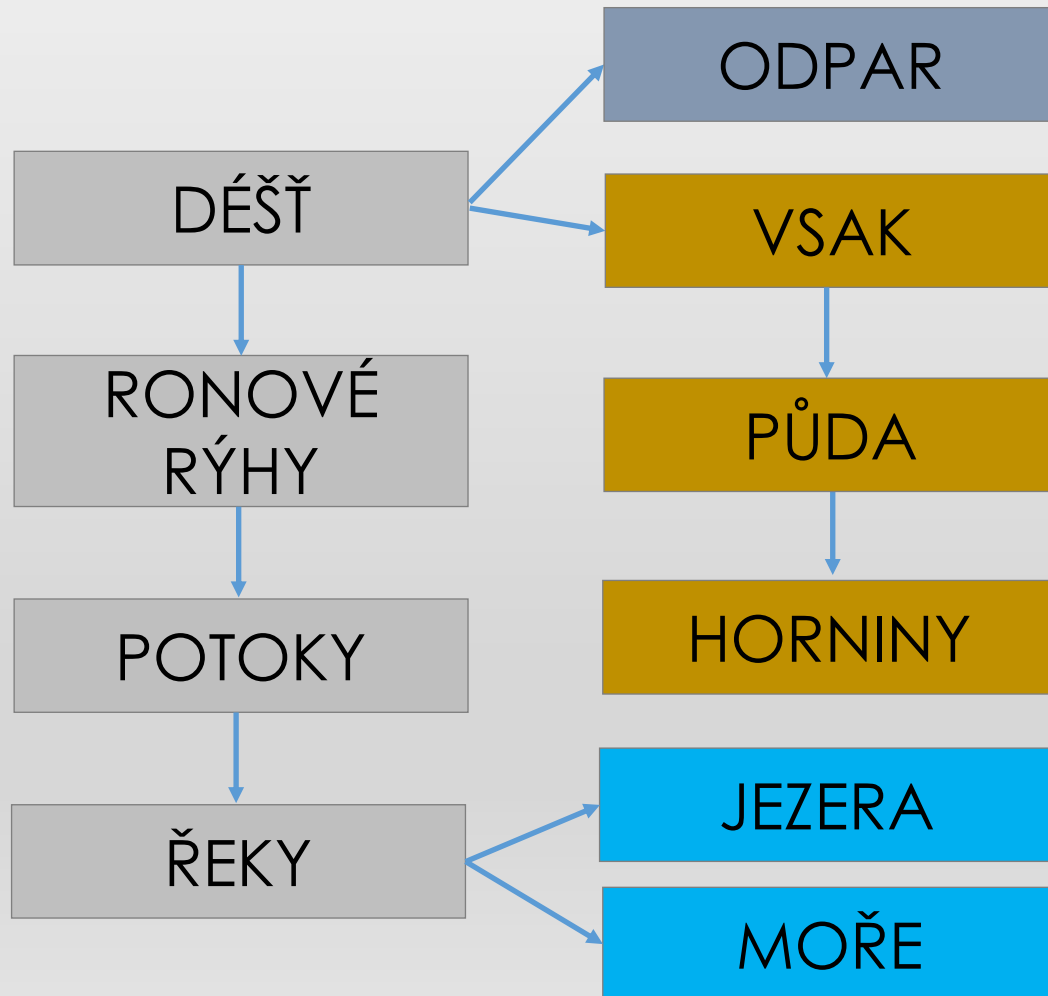 ODPAR
DÉŠŤ
VSAK
RONOVÉ
RÝHY
PŮDA
POTOKY
HORNINY
JEZERA
ŘEKY
MOŘE